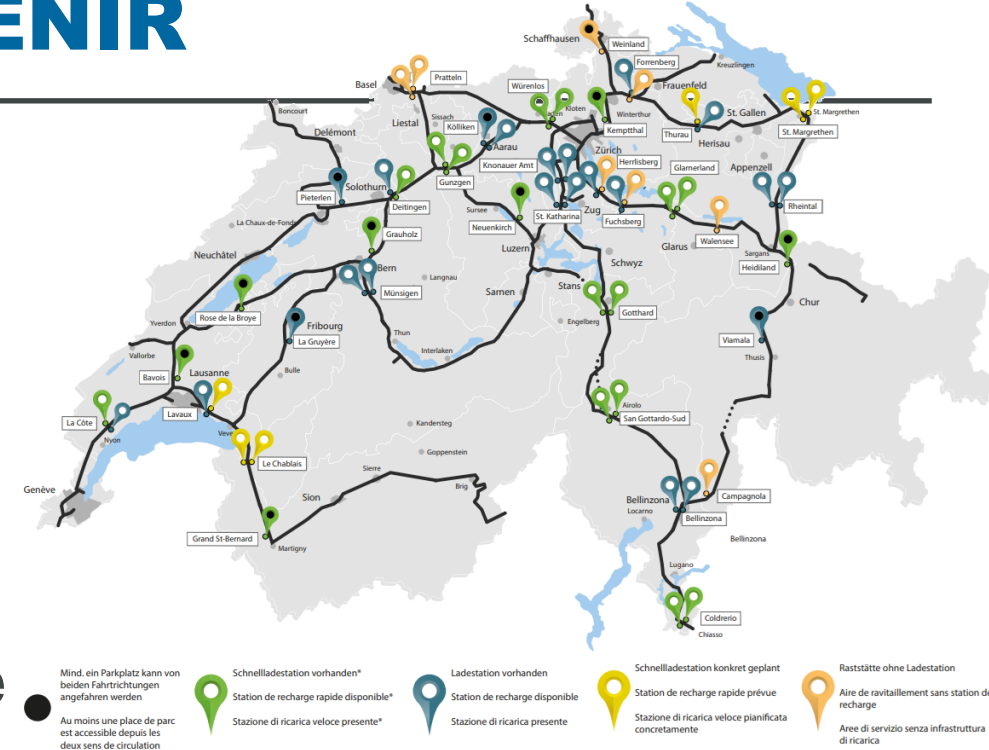 ENIR
Schaffhausen
Weinland
Forrenberg
Kreuzlingen
Basel
Pratteln
Würenlos
Frauenfeld
Boncourt
Liestal
Sissach
Kölliken
Kloten
Winterthur
St. Gallen
St. Margrethen
Delémont
Aarau
Kemptthal
Thurau
Herisau
St. Margrethen
Zürich
Knonauer Amt
Herrlisberg
Glarnerland
Appenzell
Solothurn
Gunzgen
Pieterlen
Deitingen
Sursee
St. Katharina
Zug
Fuchsberg
Rheintal
La Chaux-de-Fonds
Grauholz
Neuenkirch
Walensee
Neuchâtel
Luzern
Glarus
Sargans
Bern
Schwyz
Heidiland
Langnau
Stans
Münsigen
Sarnen
Chur
Rose de la Broye
Gotthard
Yverdon
Fribourg
Engelberg
Thun
La Gruyère
Viamala
Vallorbe
Interlaken
Thusis
Bulle
Bavois
Lausanne
Airolo
La Côte
Lavaux
San Gottardo-Sud
Kandersteg
Nyon
Goppenstein
Le Chablais
Sierre
Genève
Brig
Sion
Campagnola
Bellinzona
Locarno
Bellinzona
Grand St-Bernard
Bellinzona
Martigny
Lugano
Coldrerio
Chiasso
Mind. ein Parkplatz kann von
beiden Fahrtrichtungen
angefahren werden
Au moins une place de parc
est accessible depuis les
deux sens de circulation
Schnellladestation vorhanden*
Station de recharge rapide disponible*
Stazione di ricarica veloce presente*
Ladestation vorhanden
Station de recharge disponible
Stazione di ricarica presente
Schnellladestation konkret geplant
Station de recharge rapide prévue
Stazione di ricarica veloce pianificata
concretamente
Raststätte ohne Ladestation
Aire de ravitaillement sans station de
recharge
Aree di servizio senza infrastruttura
di ricarica